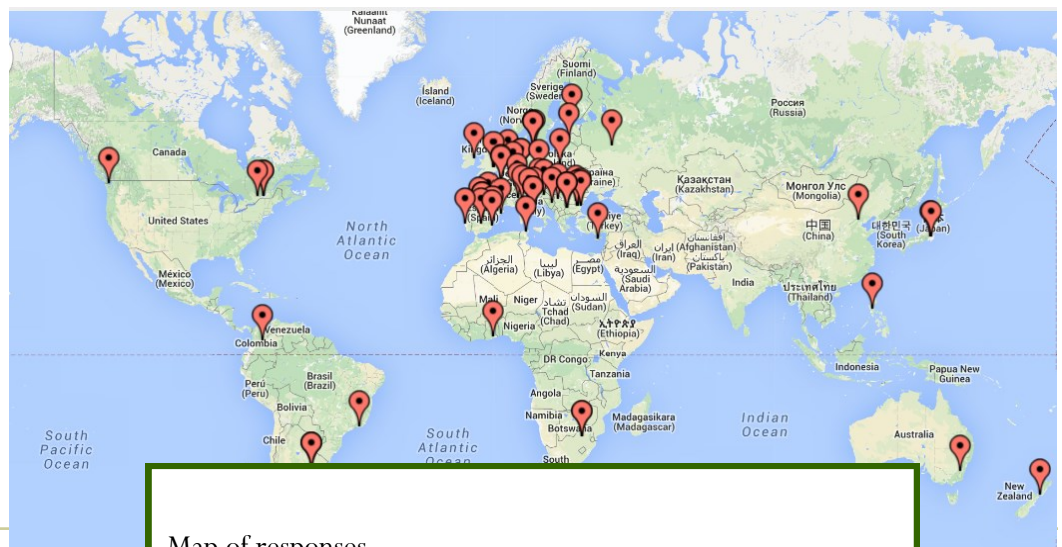 Kalaallit
Nunaat
(Greenland)
Ísland
(Iceland)
Suomi
(Finland)
Sverige
(Sweden)
Россия
(Russia)
Canada
Қазақстан
(Kazakhstan)
Монгол Улс
(Mongolia)
United States
North
Atlantic
Ocean
中国
(China)
대한민국
(South
Korea)
العراق
(Iraq)
ایران
(Iran)
افغانستان
(Afghanistan)
پاکستان
(Pakistan)
الجزائر
(Algeria)
ليبيا
(Libya)
مصر
(Egypt)
السعودية
(Saudi
Arabia)
México
(Mexico)
India
ประเทศไทย
(Thailand)
Mali
Niger
تشاد
Tchad
(Chad)
السودان
(Sudan)
Nigeria
ኢትዮጵያ
(Ethiopia)
Venezuela
Colombia
DR Congo
Kenya
Tanzania
Indonesia
Papua New
Guinea
Perú
(Peru)
Brasil
(Brazil)
Angola
Bolivia
Namibia
Botswana
Madagasikara
(Madagascar)
Indian
Ocean
Chile
South
Pacific
Ocean
South
Atlantic
Ocean
Australia
South
New
Zealand
Map of responses